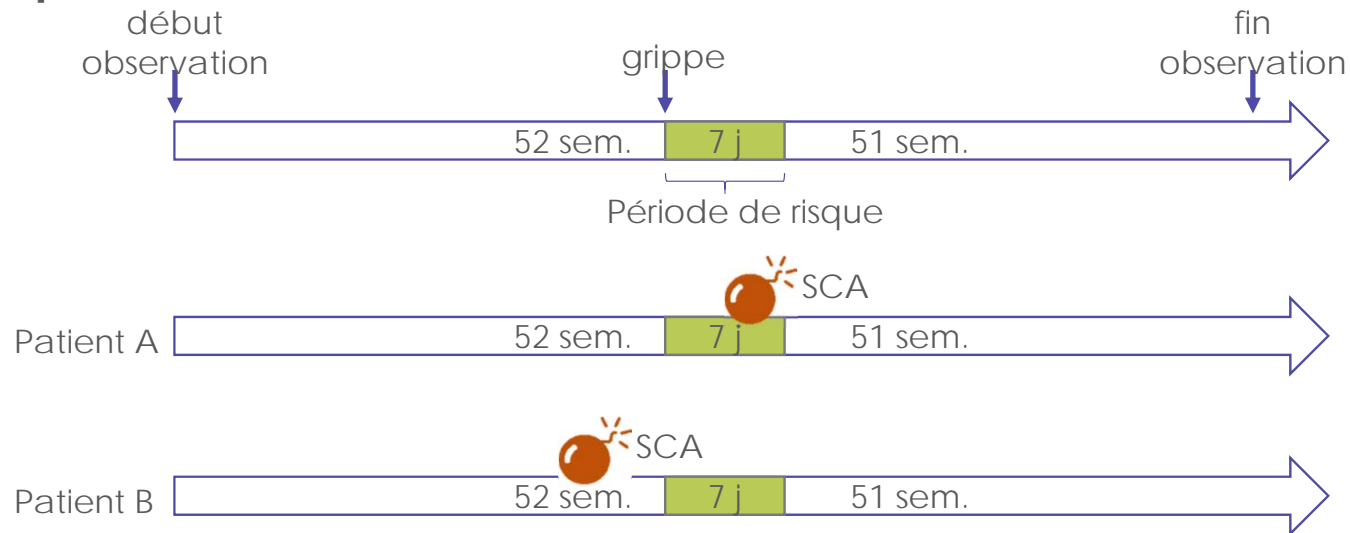 début
observation
grippe
fin
observation
52 sem. 7 j 51 sem.
Période de risque
SCA
Patient A 52 sem. 7 j 51 sem.
SCA
Patient B 52 sem. 7 j 51 sem.